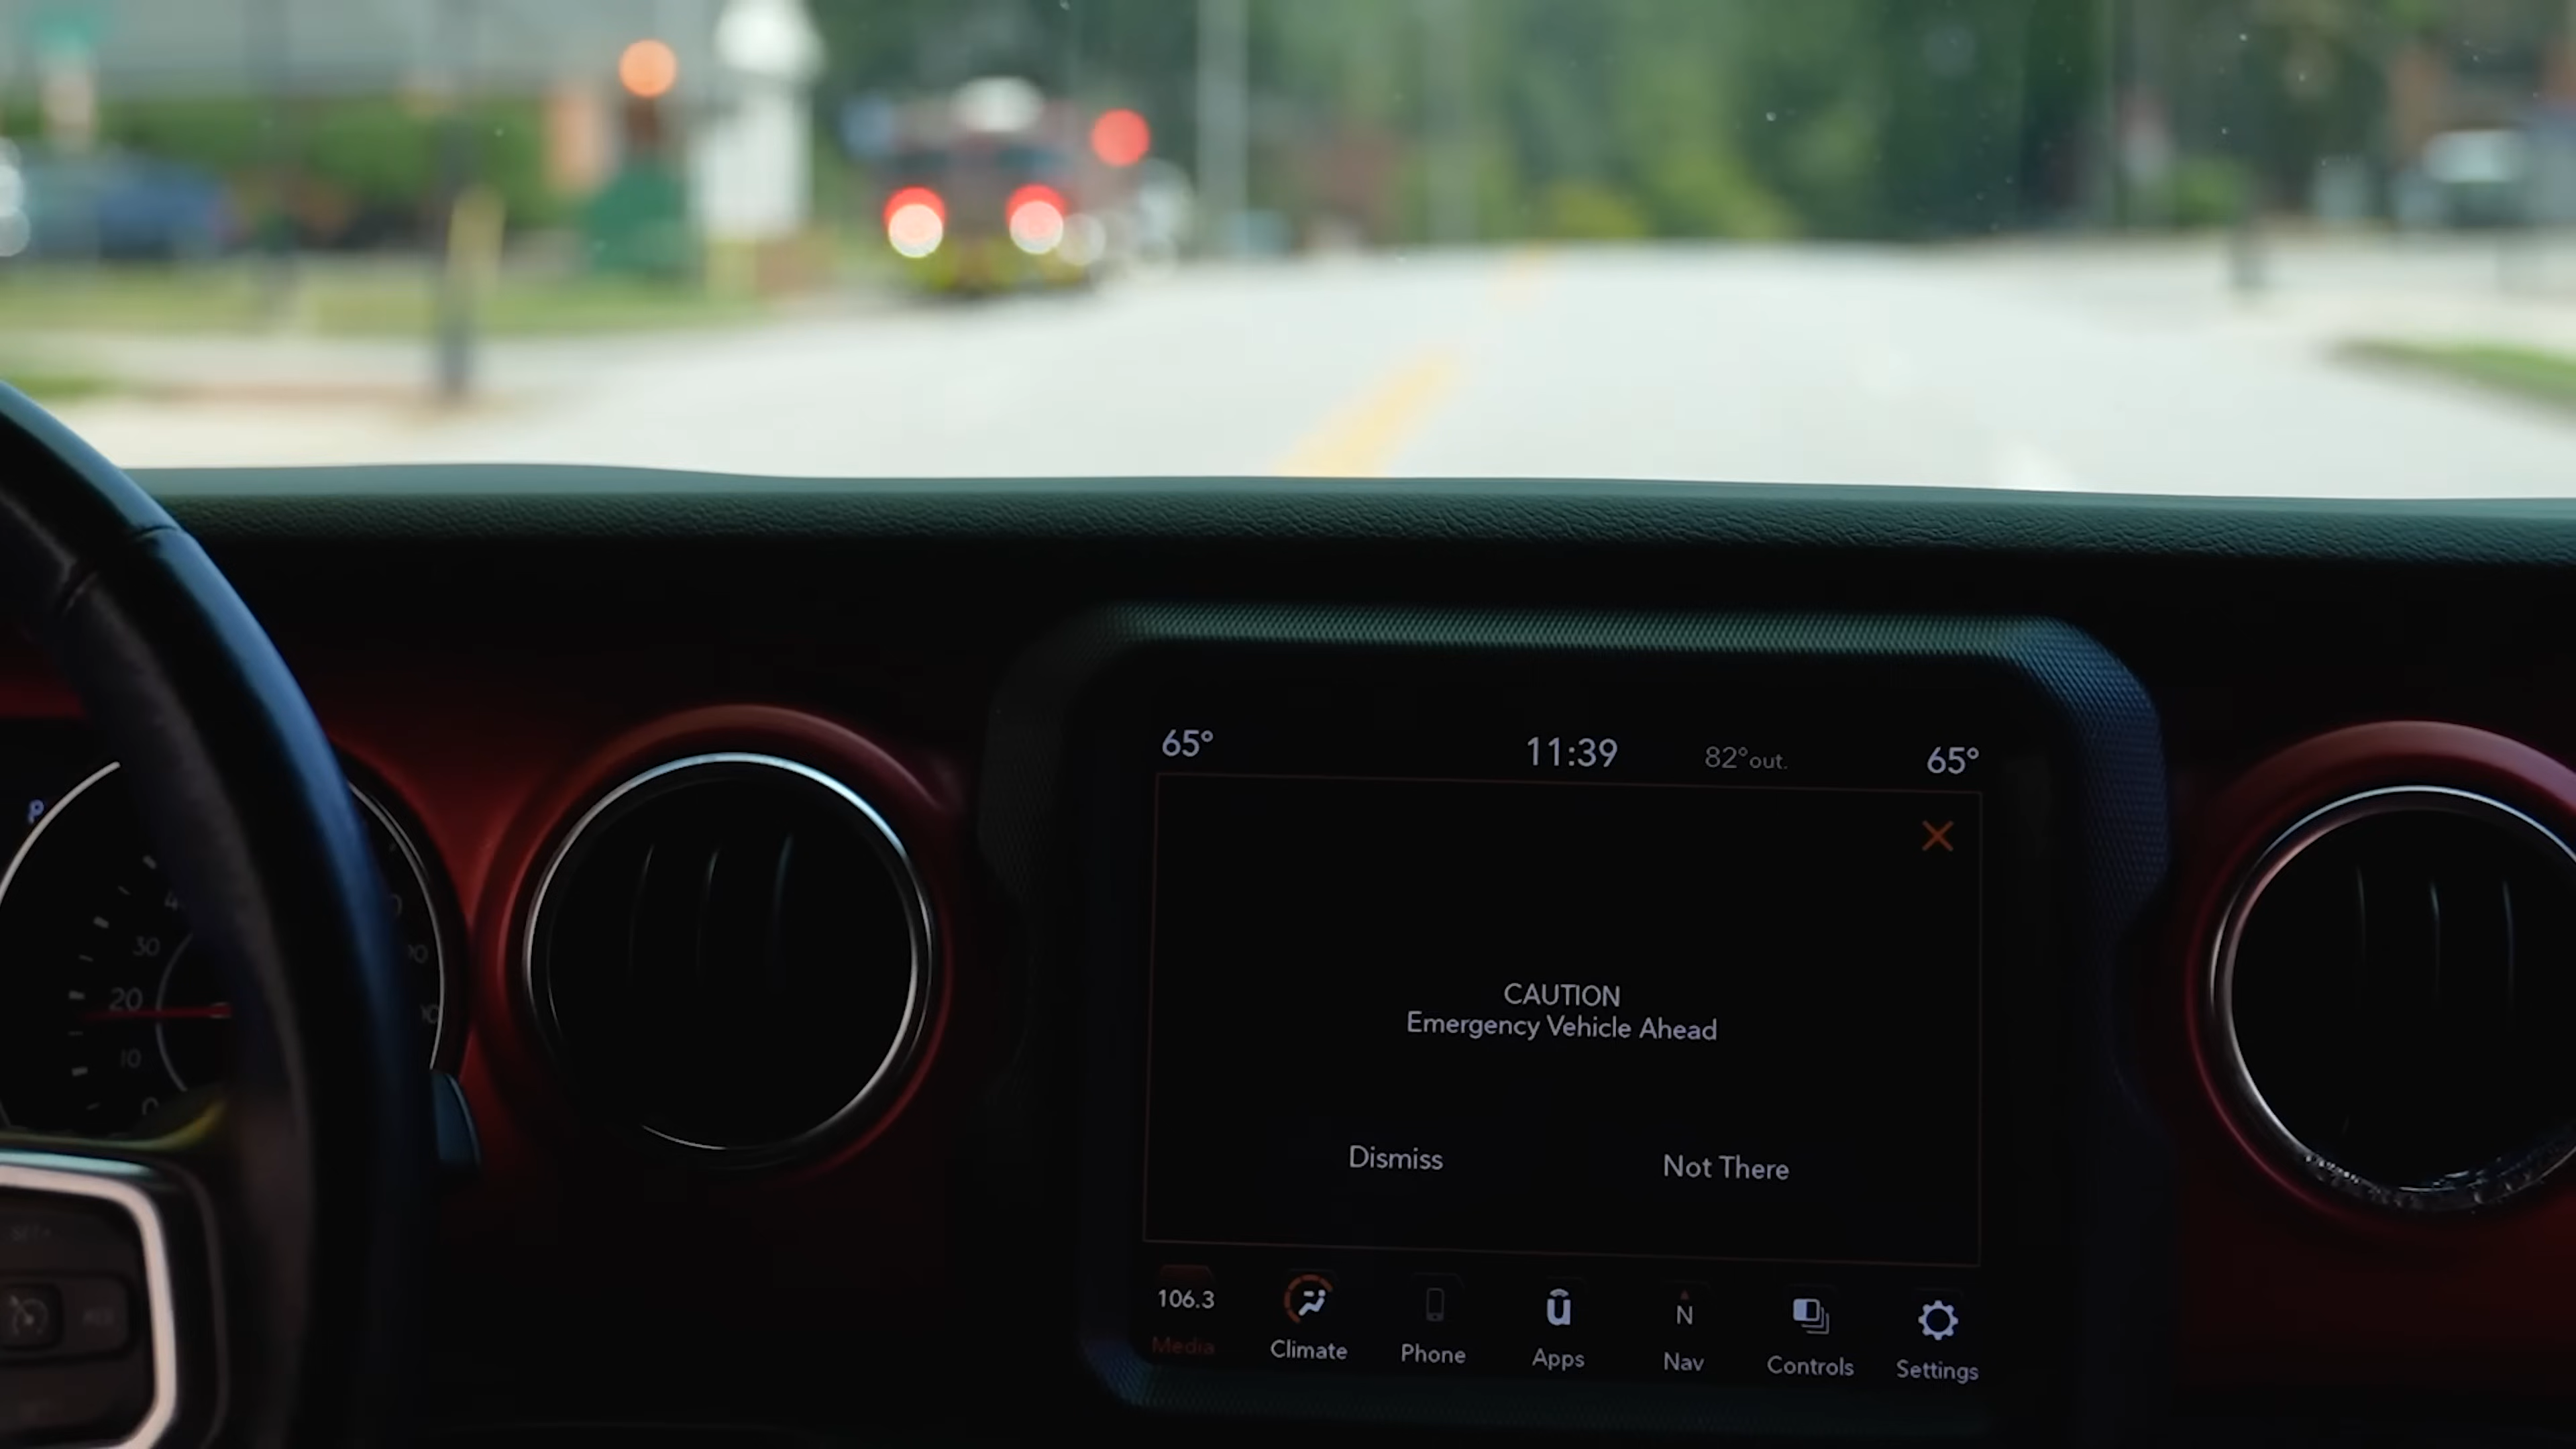 65° 11:39 82°out. 65°
CAUTION
Emergency Vehicle Ahead
Dismiss Not There
106.3 N
Media Climate Phone Apps Nav Controls Settings
30
20
10
0